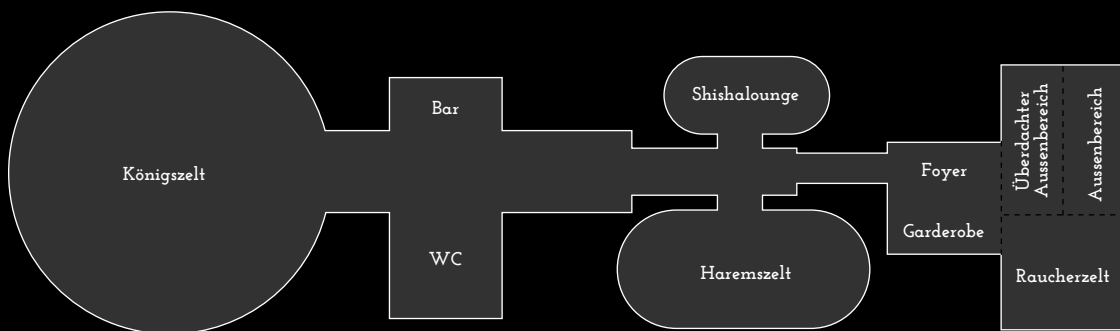 Königszelt
Bar
WC
Shishalounge
Haremszelt
Foyer
Garderobe
Überdachter
Aussenbereich
Aussenbereich
Raucherzelt